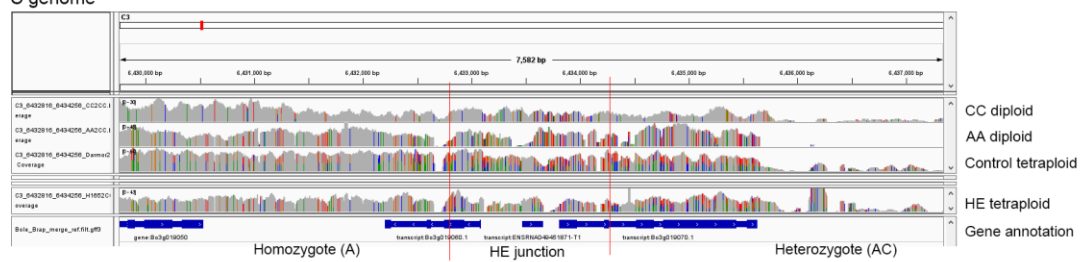 C genome
C3
7,582 bp
6,430,000 bp 6,431,000 bp 6,432,000 bp 6,433,000 bp 6,434,000 bp 6,435,000 bp 6,436,000 bp 6,437,000 bp
C3_6432816_6434256_CC2CC.
erage
CC diploid
C3_6432816_6434256_AA2CC.
erage
AA diploid
C3_6432816_6434256_Darmor2
Coverage
Control tetraploid
C3_6432816_6434256_H1652C
overage
HE tetraploid
Bole_Brap_merge_ref.filt.gff3
Gene annotation
gene:Bo3g019050 transcript:Bo3g019060.1 transcript:ENSRNA049461871-T1 transcript:Bo3g019070.1
Homozygote (A) HE junction Heterozygote (AC)